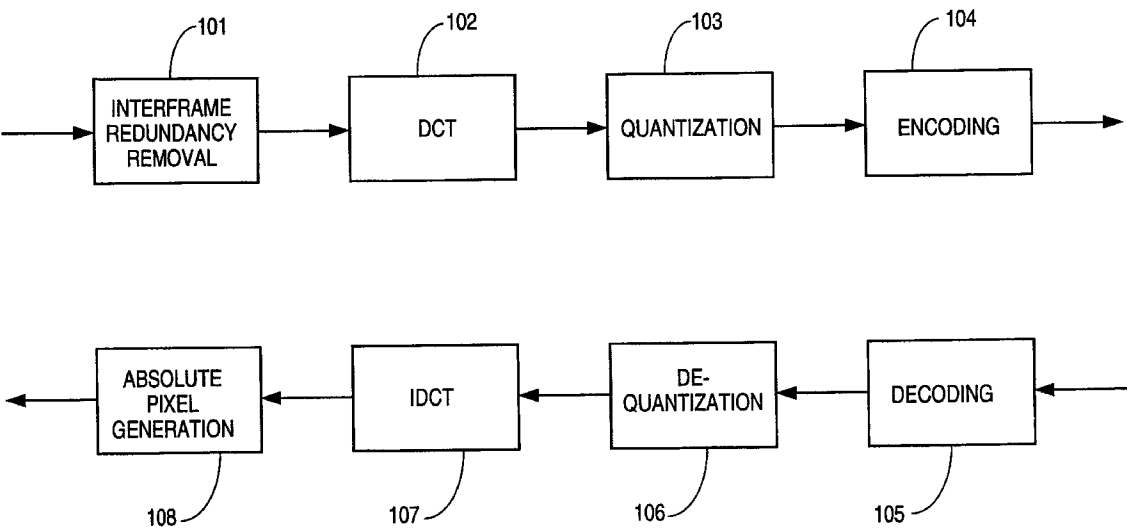 101
102
103
104
INTERFRAME
REDUNDANCY
REMOVAL
DCT
QUANTIZATION
ENCODING
ABSOLUTE
PIXEL
GENERATION
IDCT
DE-
QUANTIZATION
DECODING
108
107
106
105